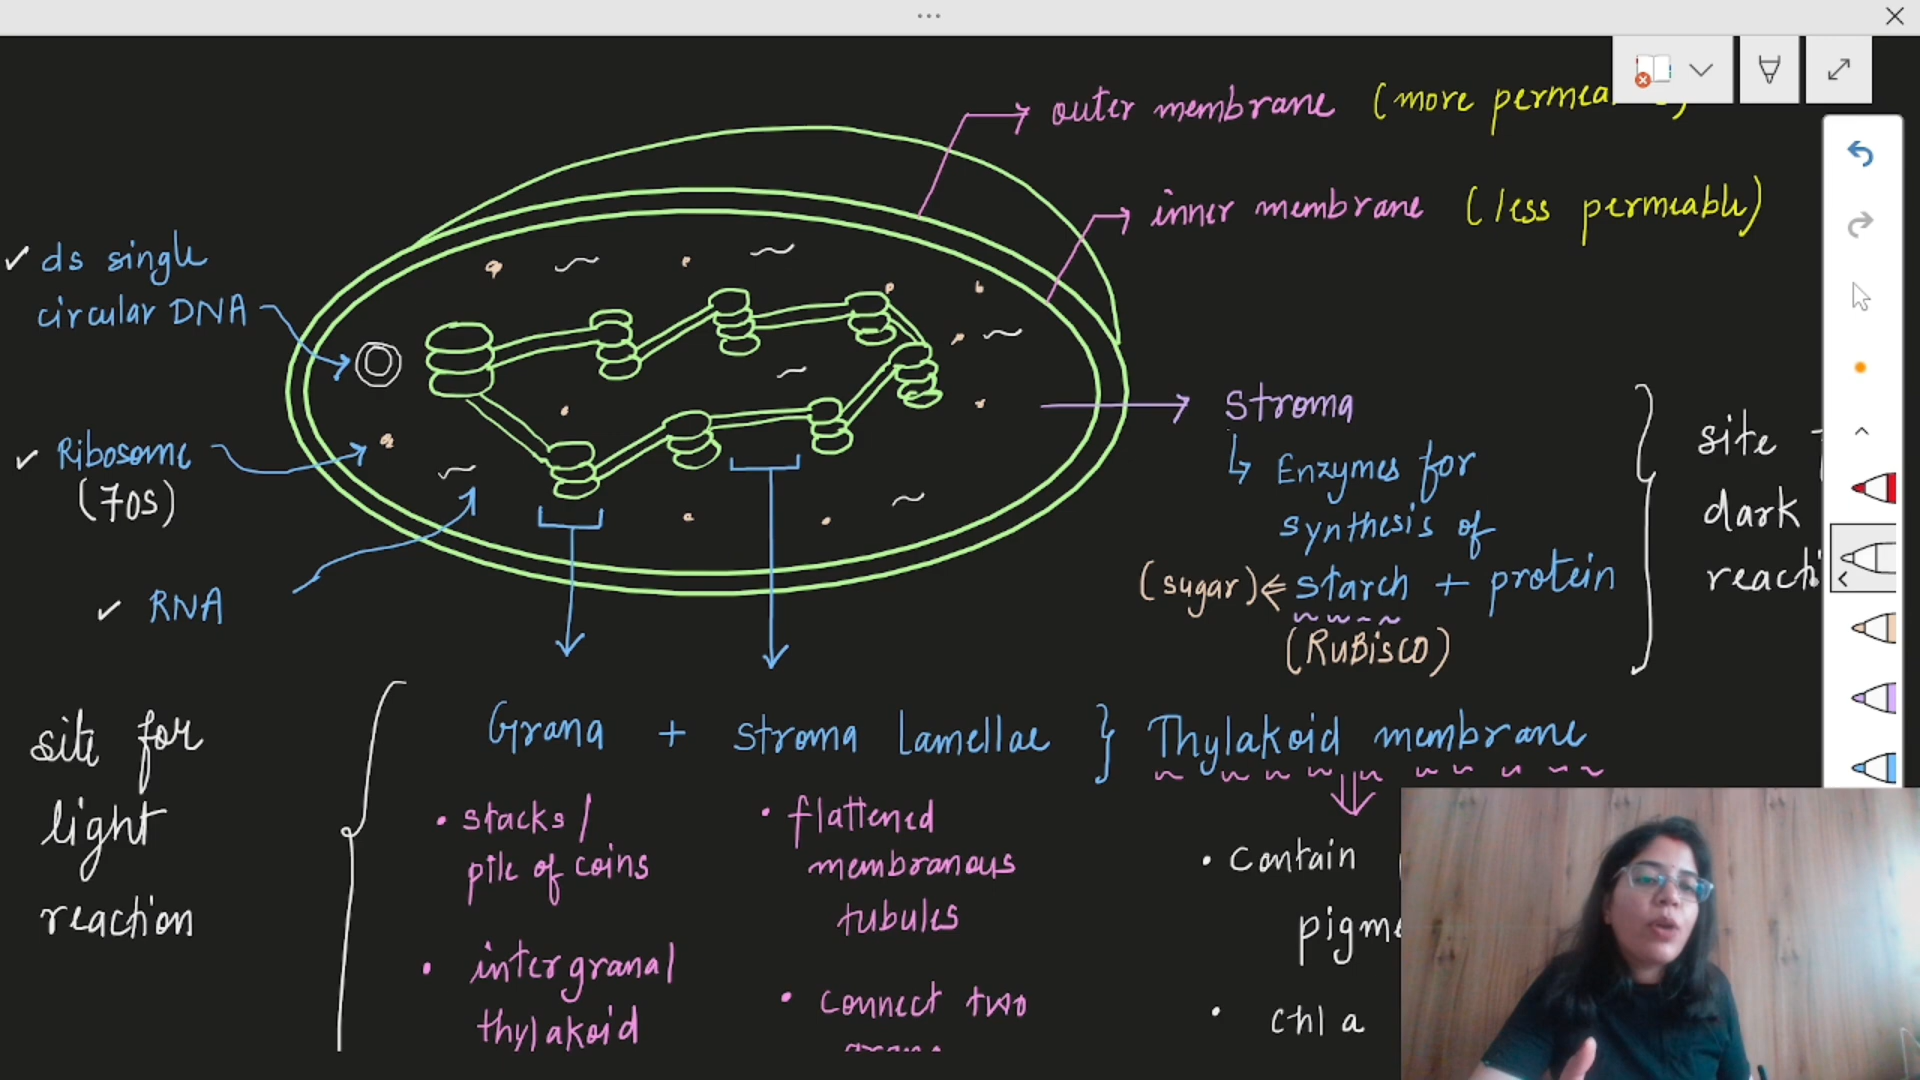 outer membrane (more permea
inner membrane (less permeable)
✓ ds single
circular DNA
✓ Ribosome
(70s)
✓ RNA
Stroma
↳ Enzymes for
synthesis of
(sugar) ← starch + protein
(RuBisCO)
site
dark
reacti
site for
light
reaction
Grana + stroma lamellae } Thylakoid membrane
• stacks/
pile of coins
• intergranal
thylakoid
• flattened
membranous
tubules
• connect two
• contain
pigme
• chl a